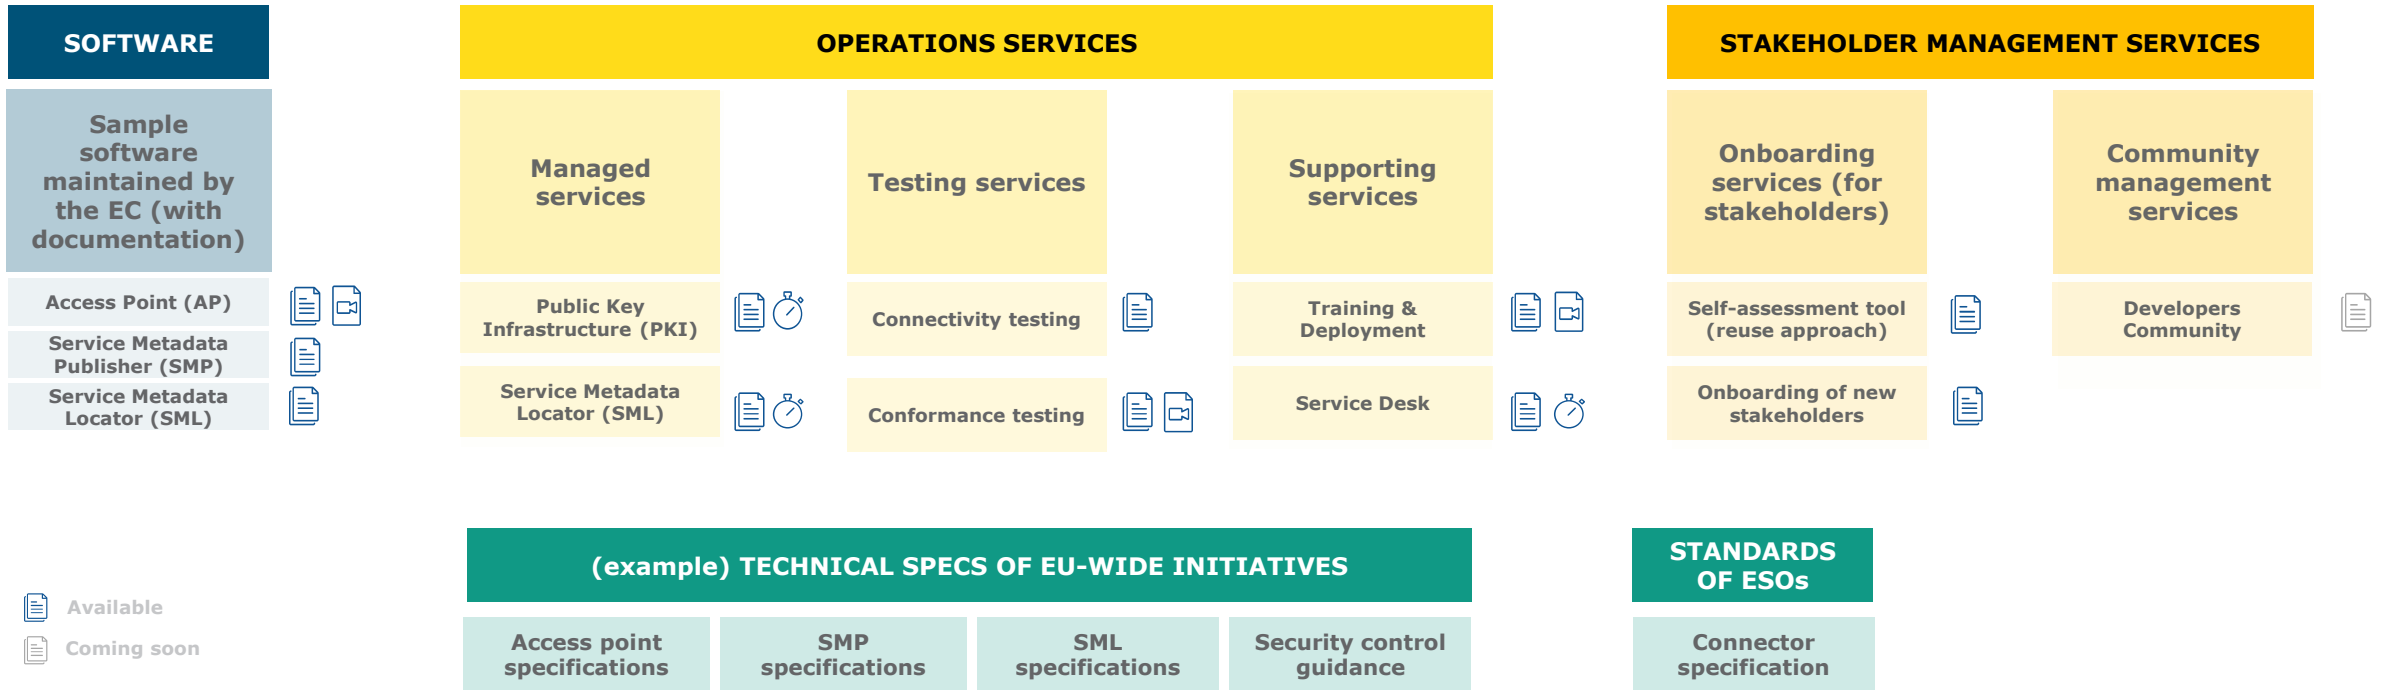 SOFTWARE
Sample
software
maintained by
the EC (with
documentation)
Access Point (AP)
Service Metadata
Publisher (SMP)
Service Metadata
Locator (SML)
OPERATIONS SERVICES
Managed
services
Public Key
Infrastructure (PKI)
Service Metadata
Locator (SML)
Testing services
Connectivity testing
Conformance testing
Supporting
services
Training &
Deployment
Service Desk
STAKEHOLDER MANAGEMENT SERVICES
Onboarding
services (for
stakeholders)
Self-assessment tool
(reuse approach)
Onboarding of new
stakeholders
Community
management
services
Developers
Community
(example) TECHNICAL SPECS OF EU-WIDE INITIATIVES
Access point
specifications
SMP
specifications
SML
specifications
Security control
guidance
STANDARDS
OF ESOs
Connector
specification
Available
Coming soon